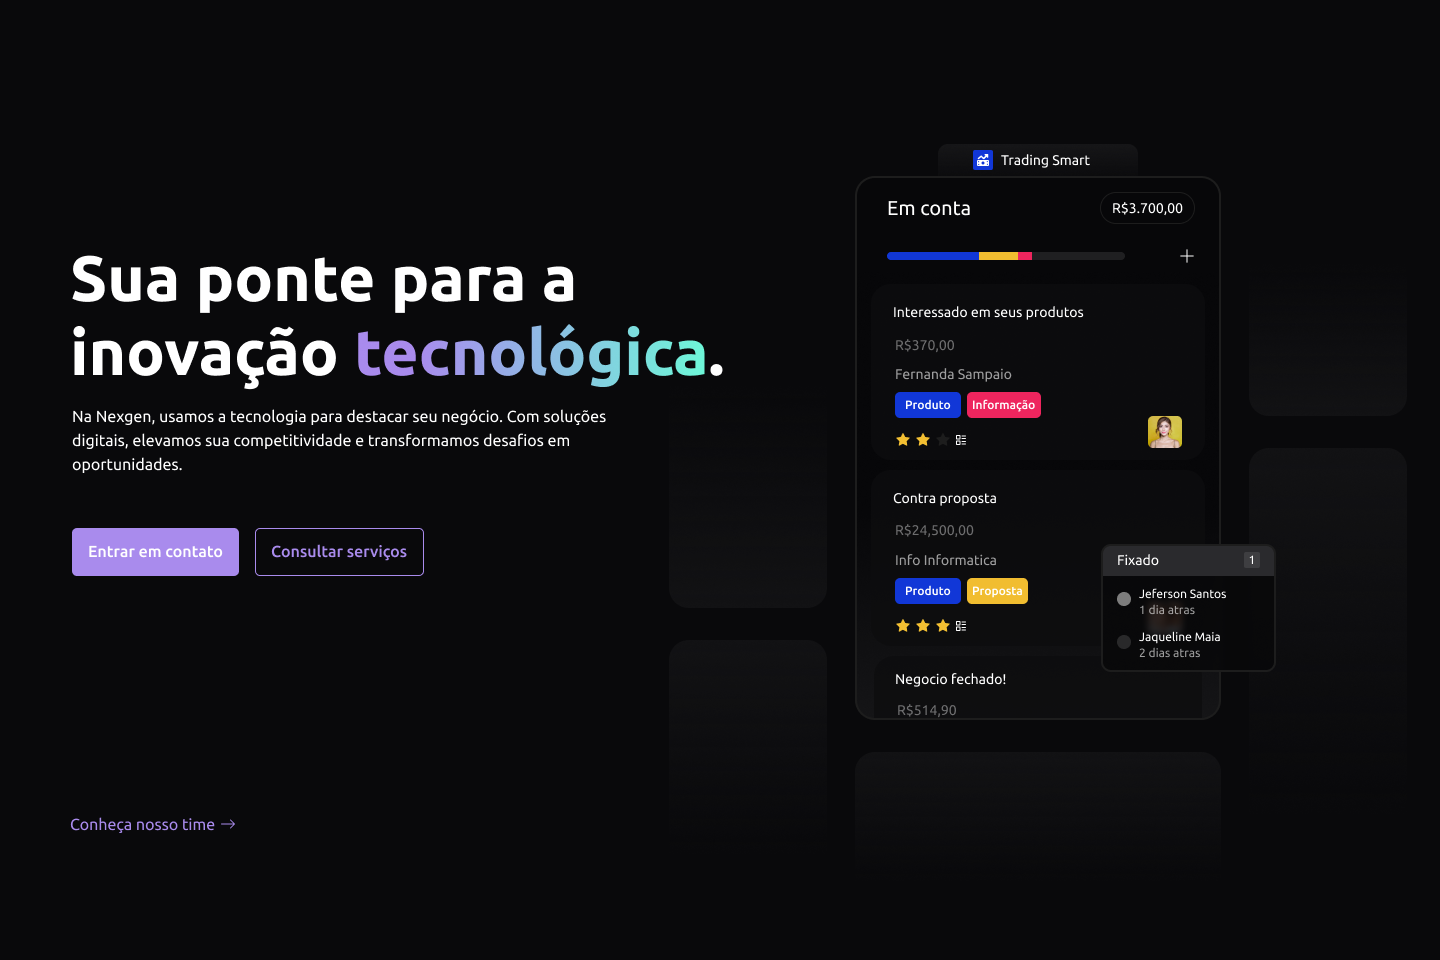 Sua ponte para a
inovação tecnológica.
Na Nexgen, usamos a tecnologia para destacar seu negócio. Com soluções
digitais, elevamos sua competitividade e transformamos desafios em
oportunidades.
Entrar em contato
Consultar serviços
Conheça nosso time
Trading Smart
Em conta
R$3.700,00
Interessado em seus produtos
R$370,00
Fernanda Sampaio
Produto
Informação
Contra proposta
R$24,500,00
Info Informatica
Produto
Proposta
Negocio fechado!
R$514,90
Fixado
1
Jeferson Santos
1 dia atras
Jaqueline Maia
2 dias atras